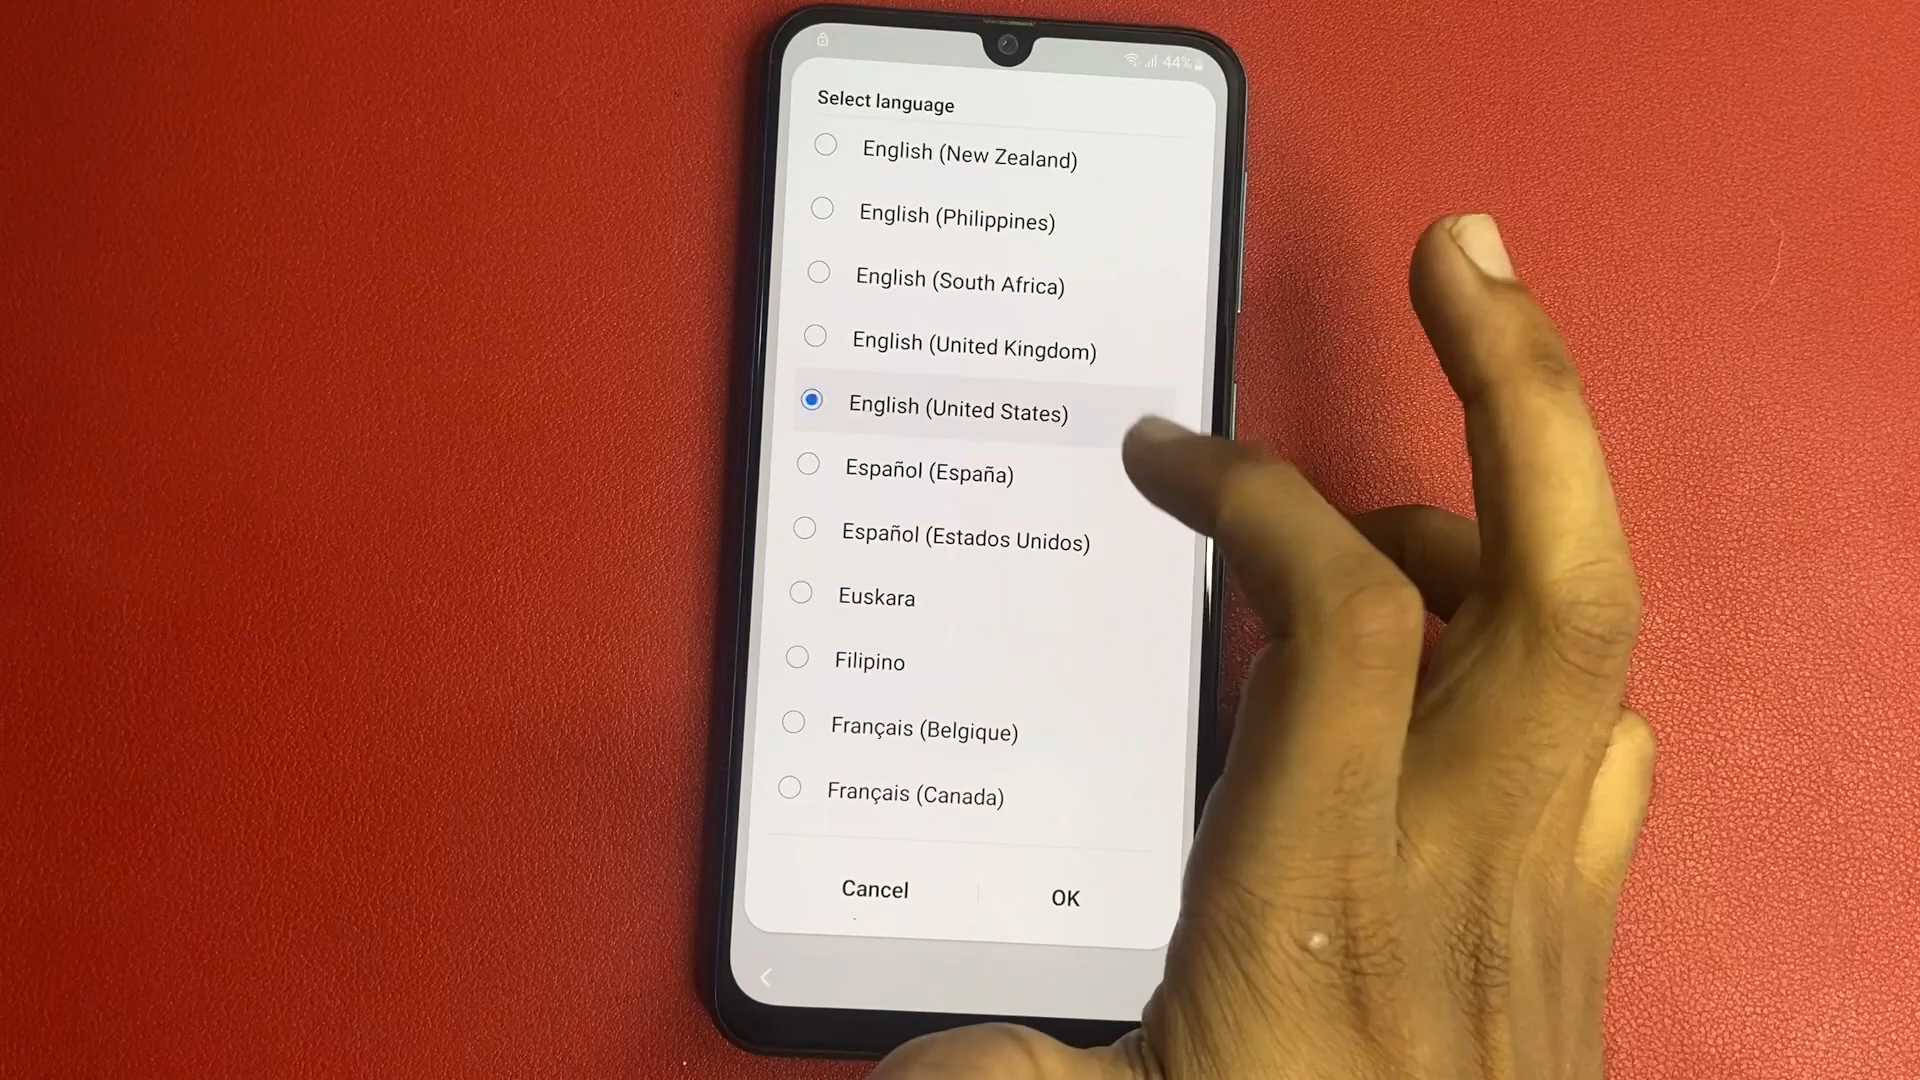 44%
Select language
English (New Zealand)
English (Philippines)
English (South Africa)
English (United Kingdom)
English (United States)
Español (España)
Español (Estados Unidos)
Euskara
Filipino
Français (Belgique)
Français (Canada)
Cancel
OK